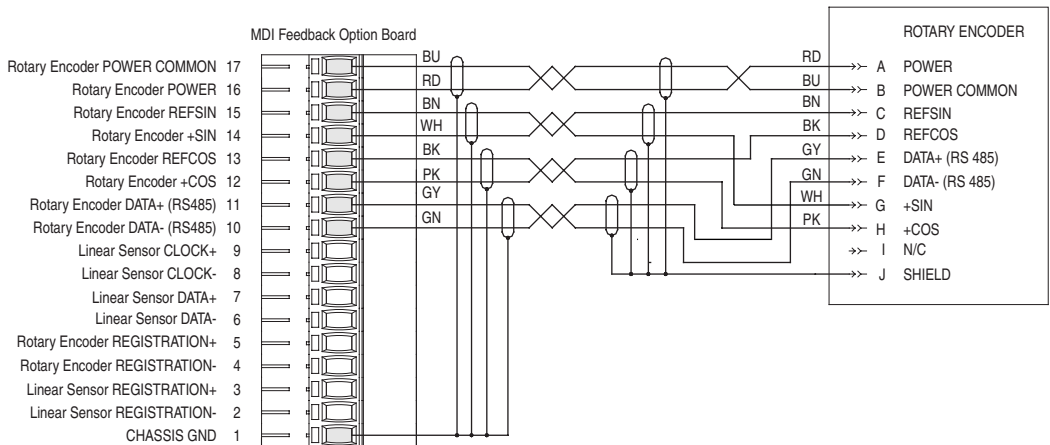 MDI Feedback Option Board
Rotary Encoder POWER COMMON 17
Rotary Encoder POWER 16
Rotary Encoder REFSIN 15
Rotary Encoder +SIN 14
Rotary Encoder REFCOS 13
Rotary Encoder +COS 12
Rotary Encoder DATA+ (RS485) 11
Rotary Encoder DATA- (RS485) 10
Linear Sensor CLOCK+ 9
Linear Sensor CLOCK- 8
Linear Sensor DATA+ 7
Linear Sensor DATA- 6
Rotary Encoder REGISTRATION+ 5
Rotary Encoder REGISTRATION- 4
Linear Sensor REGISTRATION+ 3
Linear Sensor REGISTRATION- 2
CHASSIS GND 1
BU
RD
BN
WH
BK
PK
GY
GN
RD
BU
BN
BK
GY
GN
WH
PK
ROTARY ENCODER
A POWER
B POWER COMMON
C REFSIN
D REFCOS
E DATA+ (RS 485)
F DATA- (RS 485)
G +SIN
H +COS
I N/C
J SHIELD